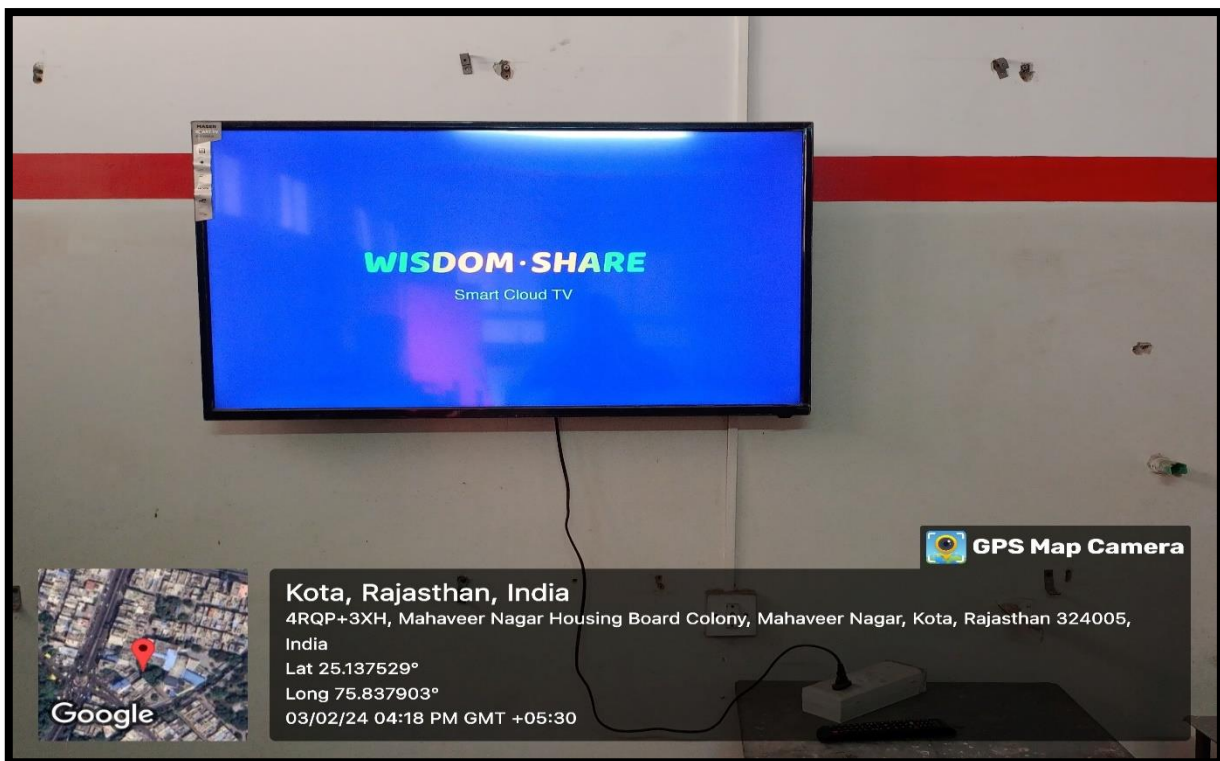 WISDOM·SHARE
Smart Cloud TV
GPS Map Camera
Kota, Rajasthan, India
4RQP+3XH, Mahaveer Nagar Housing Board Colony, Mahaveer Nagar, Kota, Rajasthan 324005,
India
Lat 25.137529°
Long 75.837903°
03/02/24 04:18 PM GMT +05:30
Google